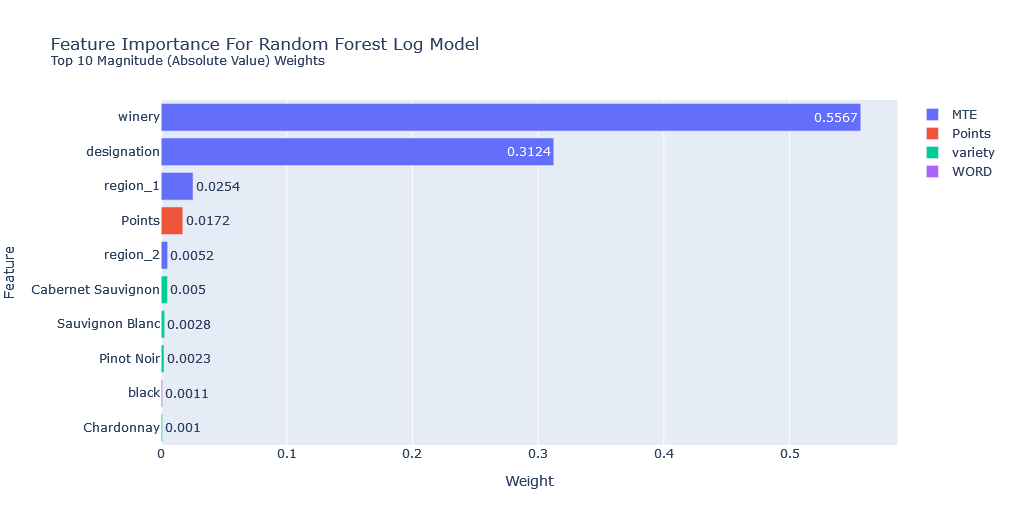 Feature Importance For Random Forest Log Model
Top 10 Magnitude (Absolute Value) Weights
winery 0.5567
designation 0.3124
region_1 0.0254
Points 0.0172
region_2 0.0052
Cabernet Sauvignon 0.005
Sauvignon Blanc 0.0028
Pinot Noir 0.0023
black 0.0011
Chardonnay 0.001
Feature
0 0.1 0.2 0.3 0.4 0.5
Weight
MTE
Points
variety
WORD